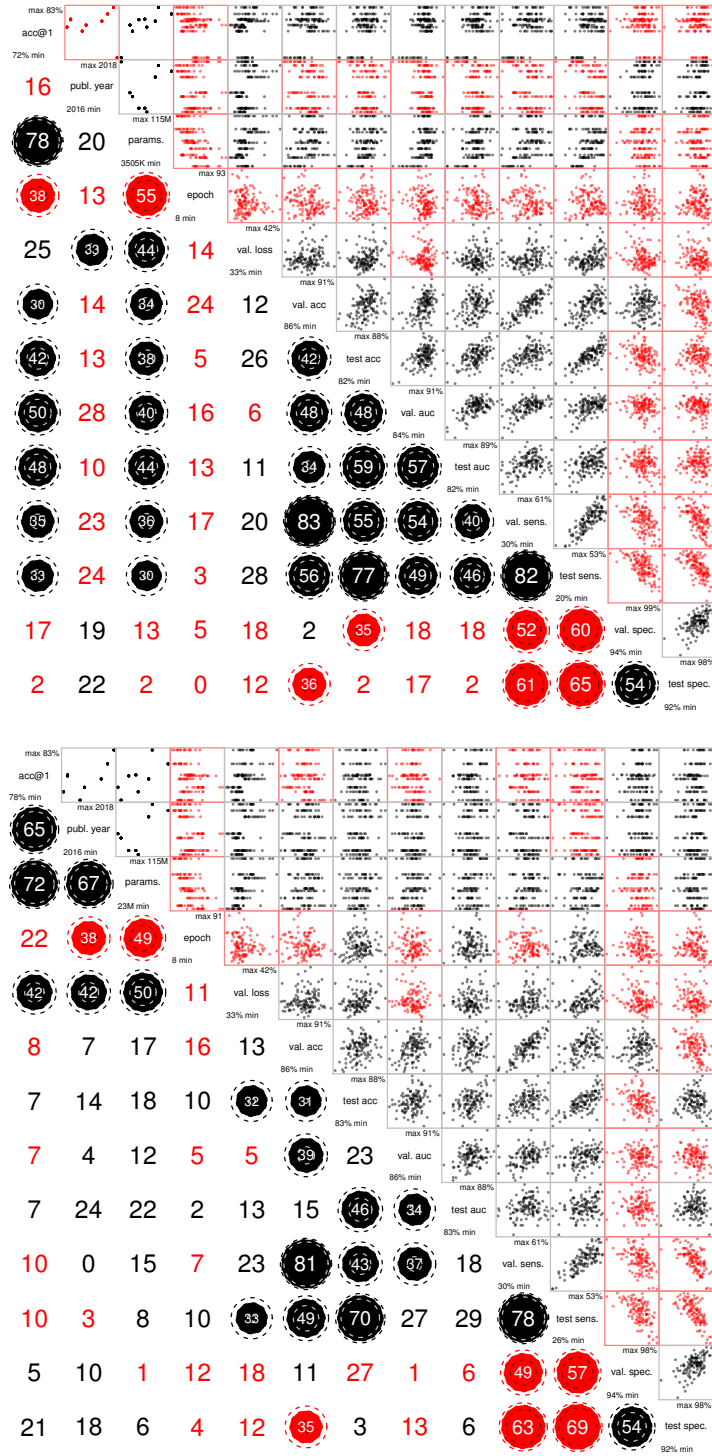 max 83%
acc@1
72% min
max 2018
16 publ. year
2016 min
max 115M
78 20 params.
3505K min
max 93
38 13 55 epoch
8 min
max 42%
25 33 44 14 val. loss
33% min
max 91%
30 14 34 24 12 val. acc
86% min
max 88%
42 13 38 5 26 42 test acc
82% min
max 91%
50 28 40 16 6 48 48 val. auc
84% min
max 89%
48 10 44 13 11 34 59 57 test auc
82% min
max 61%
35 23 36 17 20 83 55 54 40 val. sens.
30% min
max 53%
33 24 30 3 28 56 77 49 46 82 test sens.
20% min
max 99%
17 19 13 5 18 2 35 18 18 52 60 val. spec.
94% min
max 98%
2 22 2 0 12 36 2 17 2 61 65 54 test spec.
92% min
max 83%
acc@1
78% min
max 2018
65 publ. year
2016 min
max 115M
72 67 params.
23M min
max 91
22 38 49 epoch
8 min
max 42%
42 42 50 11 val. loss
33% min
max 91%
8 7 17 16 13 val. acc
86% min
max 88%
7 14 18 10 32 31 test acc
83% min
max 91%
7 4 12 5 5 39 23 val. auc
86% min
max 88%
7 24 22 2 13 15 46 34 test auc
83% min
max 61%
10 0 15 7 23 81 43 37 18 val. sens.
30% min
max 53%
10 3 8 10 33 49 70 27 29 78 test sens.
26% min
max 98%
5 10 1 12 18 11 27 1 6 49 57 val. spec.
94% min
max 98%
21 18 6 4 12 35 3 13 6 63 69 54 test spec.
92% min